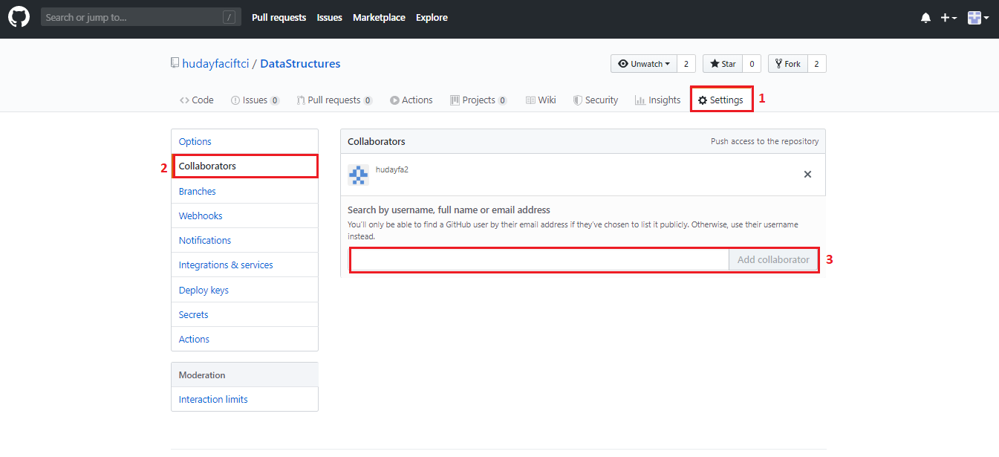 Search or jump to... /
Pull requests Issues Marketplace Explore
hudayfaciftci / DataStructures
Unwatch 2 Star 0 Fork 2
Code Issues 0 Pull requests 0 Actions Projects 0 Wiki Security Insights Settings 1
Options
2 Collaborators
Branches
Webhooks
Notifications
Integrations & services
Deploy keys
Secrets
Actions
Moderation
Interaction limits
Collaborators Push access to the repository
hudayfa2
Search by username, full name or email address
You'll only be able to find a GitHub user by their email address if they've chosen to list it publicly. Otherwise, use their username
instead.
Add collaborator 3